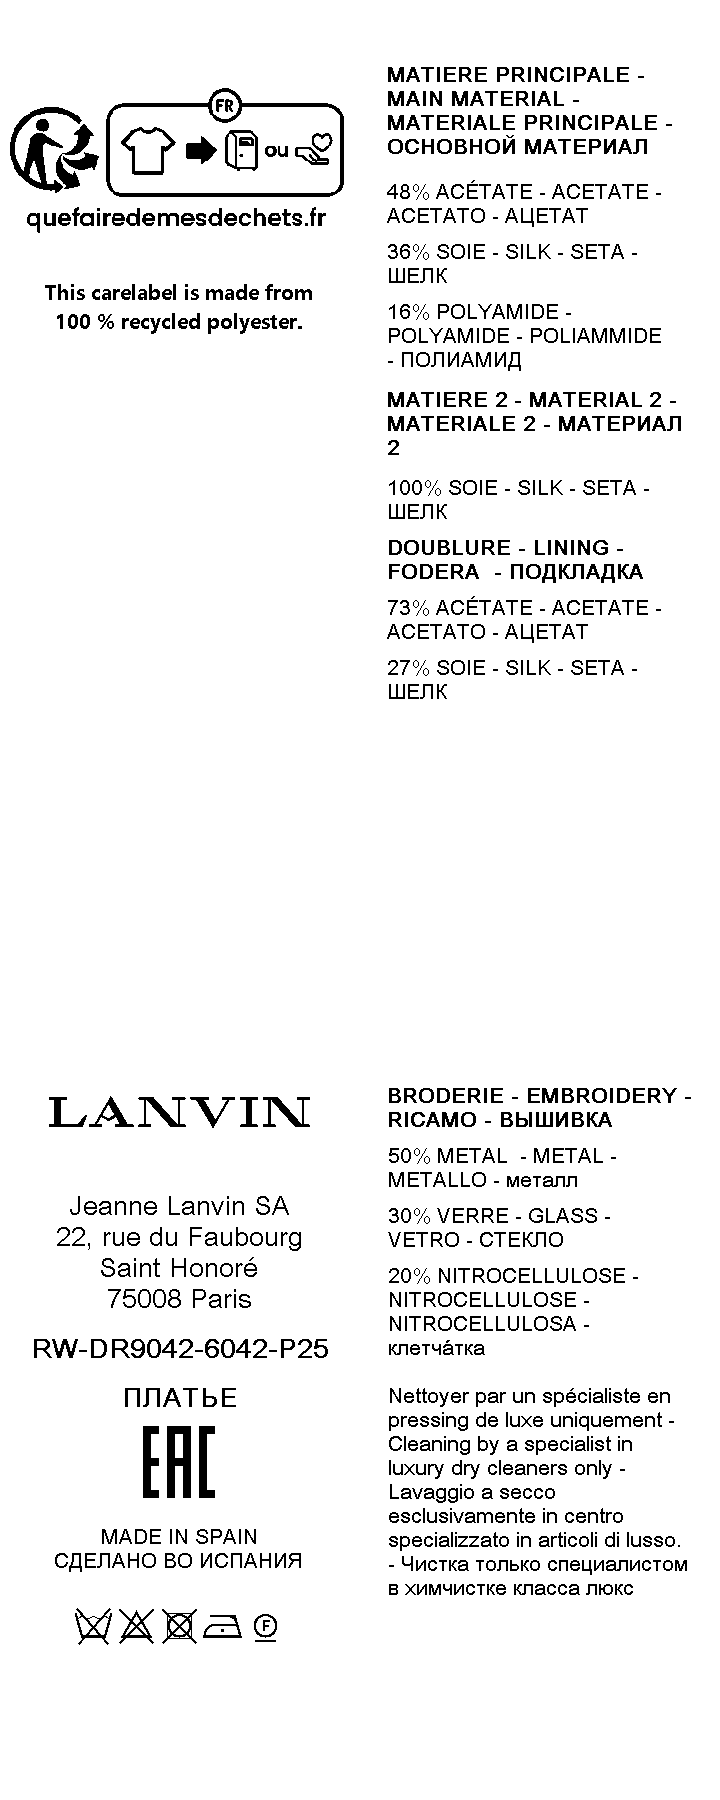 FR
ou
quefairedemesdechets.fr
This carelabel is made from
100 % recycled polyester.
MATIERE PRINCIPALE -
MAIN MATERIAL -
MATERIALE PRINCIPALE -
ОСНОВНОЙ МАТЕРИАЛ
48% ACÉTATE - ACETATE -
ACETATO - АЦЕТАТ
36% SOIE - SILK - SETA -
ШЕЛК
16% POLYAMIDE -
POLYAMIDE - POLIAMMIDE
- ПОЛИАМИД
MATIERE 2 - MATERIAL 2 -
MATERIALE 2 - МАТЕРИАЛ
2
100% SOIE - SILK - SETA -
ШЕЛК
DOUBLURE - LINING -
FODERA  - ПОДКЛАДКА
73% ACÉTATE - ACETATE -
ACETATO - АЦЕТАТ
27% SOIE - SILK - SETA -
ШЕЛК
LANVIN
Jeanne Lanvin SA
22, rue du Faubourg
Saint Honoré
75008 Paris
RW-DR9042-6042-P25
ПЛАТЬЕ
EAC
MADE IN SPAIN
СДЕЛАНО ВО ИСПАНИЯ
F
BRODERIE - EMBROIDERY -
RICAMO - ВЫШИВКА
50% METAL  - METAL -
METALLO - металл
30% VERRE - GLASS -
VETRO - СТЕКЛО
20% NITROCELLULOSE -
NITROCELLULOSE -
NITROCELLULOSA -
клетча́тка
Nettoyer par un spécialiste en
pressing de luxe uniquement -
Cleaning by a specialist in
luxury dry cleaners only -
Lavaggio a secco
esclusivamente in centro
specializzato in articoli di lusso.
- Чистка только специалистом
в химчистке класса люкс